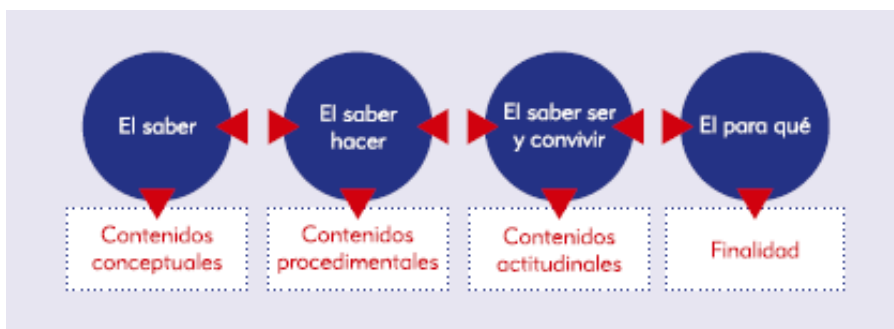 El saber
El saber
hacer
El saber ser
y convivir
El para qué
Contenidos
conceptuales
Contenidos
procedimentales
Contenidos
actitudinales
Finalidad